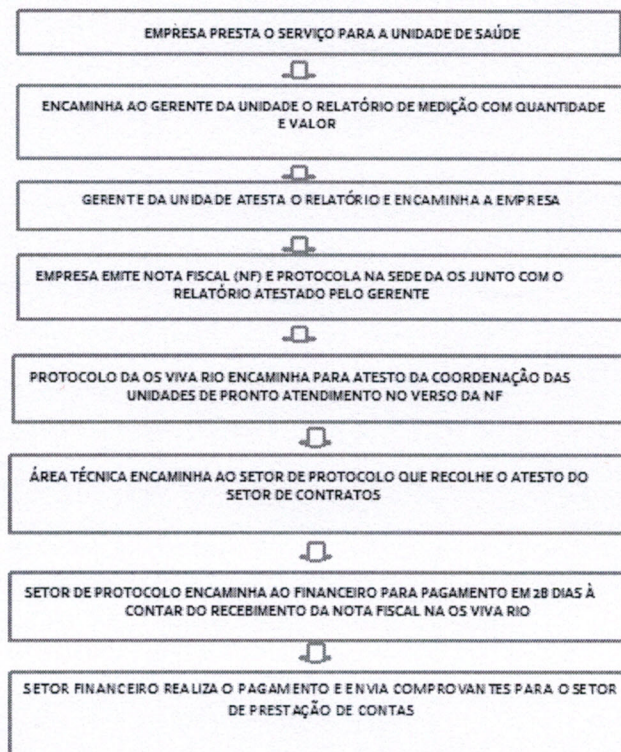 EMPRESA PRESTA O SERVIÇO PARA A UNIDADE DE SAÚDE
ENCAMINHA AO GERENTE DA UNIDADE O RELATÓRIO DE MEDIÇÃO COM QUANTIDADE
E VALOR
GERENTE DA UNIDADE ATESTA O RELATÓRIO E ENCAMINHA A EMPRESA
EMPRESA EMITE NOTA FISCAL (NF) E PROTOCOLA NA SEDE DA OS JUNTO COM O
RELATÓRIO ATESTADO PELO GERENTE
PROTOCOLO DA OS VIVA RIO ENCAMINHA PARA ATESTO DA COORDENAÇÃO DAS
UNIDADES DE PRONTO ATENDIMENTO NO VERSO DA NF
ÁREA TÉCNICA ENCAMINHA AO SETOR DE PROTOCOLO QUE RECOLHE O ATESTO DO
SETOR DE CONTRATOS
SETOR DE PROTOCOLO ENCAMINHA AO FINANCEIRO PARA PAGAMENTO EM 28 DIAS À
CONTAR DO RECEBIMENTO DA NOTA FISCAL NA OS VIVA RIO
SETOR FINANCEIRO REALIZA O PAGAMENTO E ENVIA COMPROVANTES PARA O SETOR
DE PRESTAÇÃO DE CONTAS